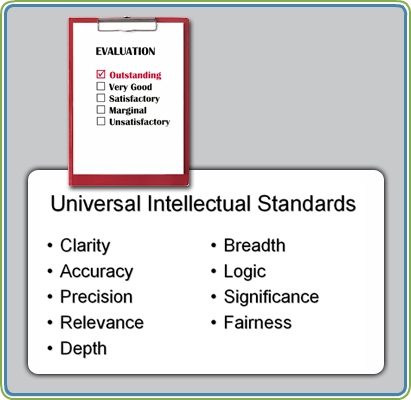 EVALUATION
Outstanding
Very Good
Satisfactory
Marginal
Unsatisfactory
Universal Intellectual Standards
• Clarity
• Accuracy
• Precision
• Relevance
• Depth
• Breadth
• Logic
• Significance
• Fairness